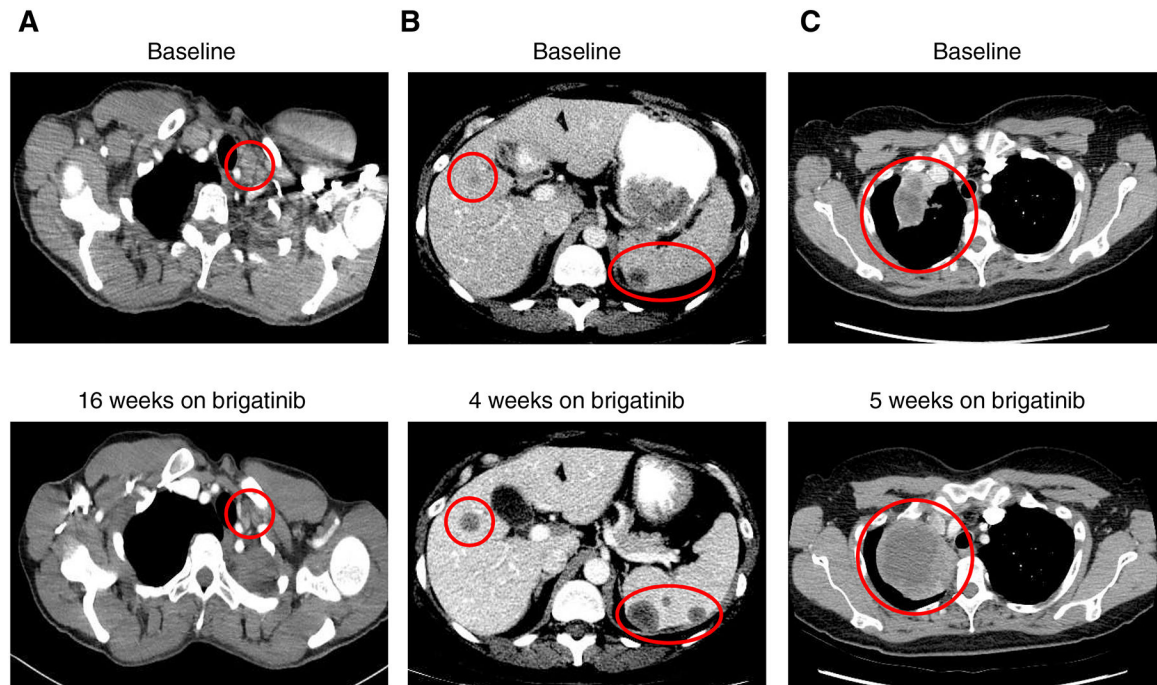 A
Baseline
16 weeks on brigatinib
B
Baseline
4 weeks on brigatinib
C
Baseline
5 weeks on brigatinib